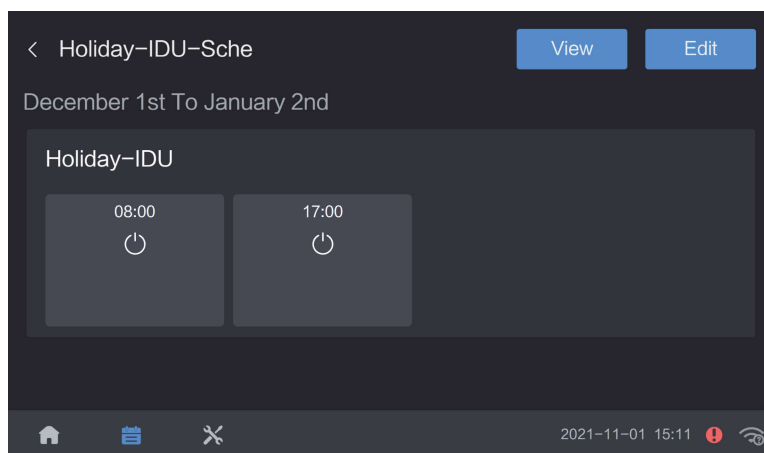 Holiday-IDU-Sche
View
Edit
December 1st To January 2nd
Holiday-IDU
08:00
17:00
2021-11-01 15:11